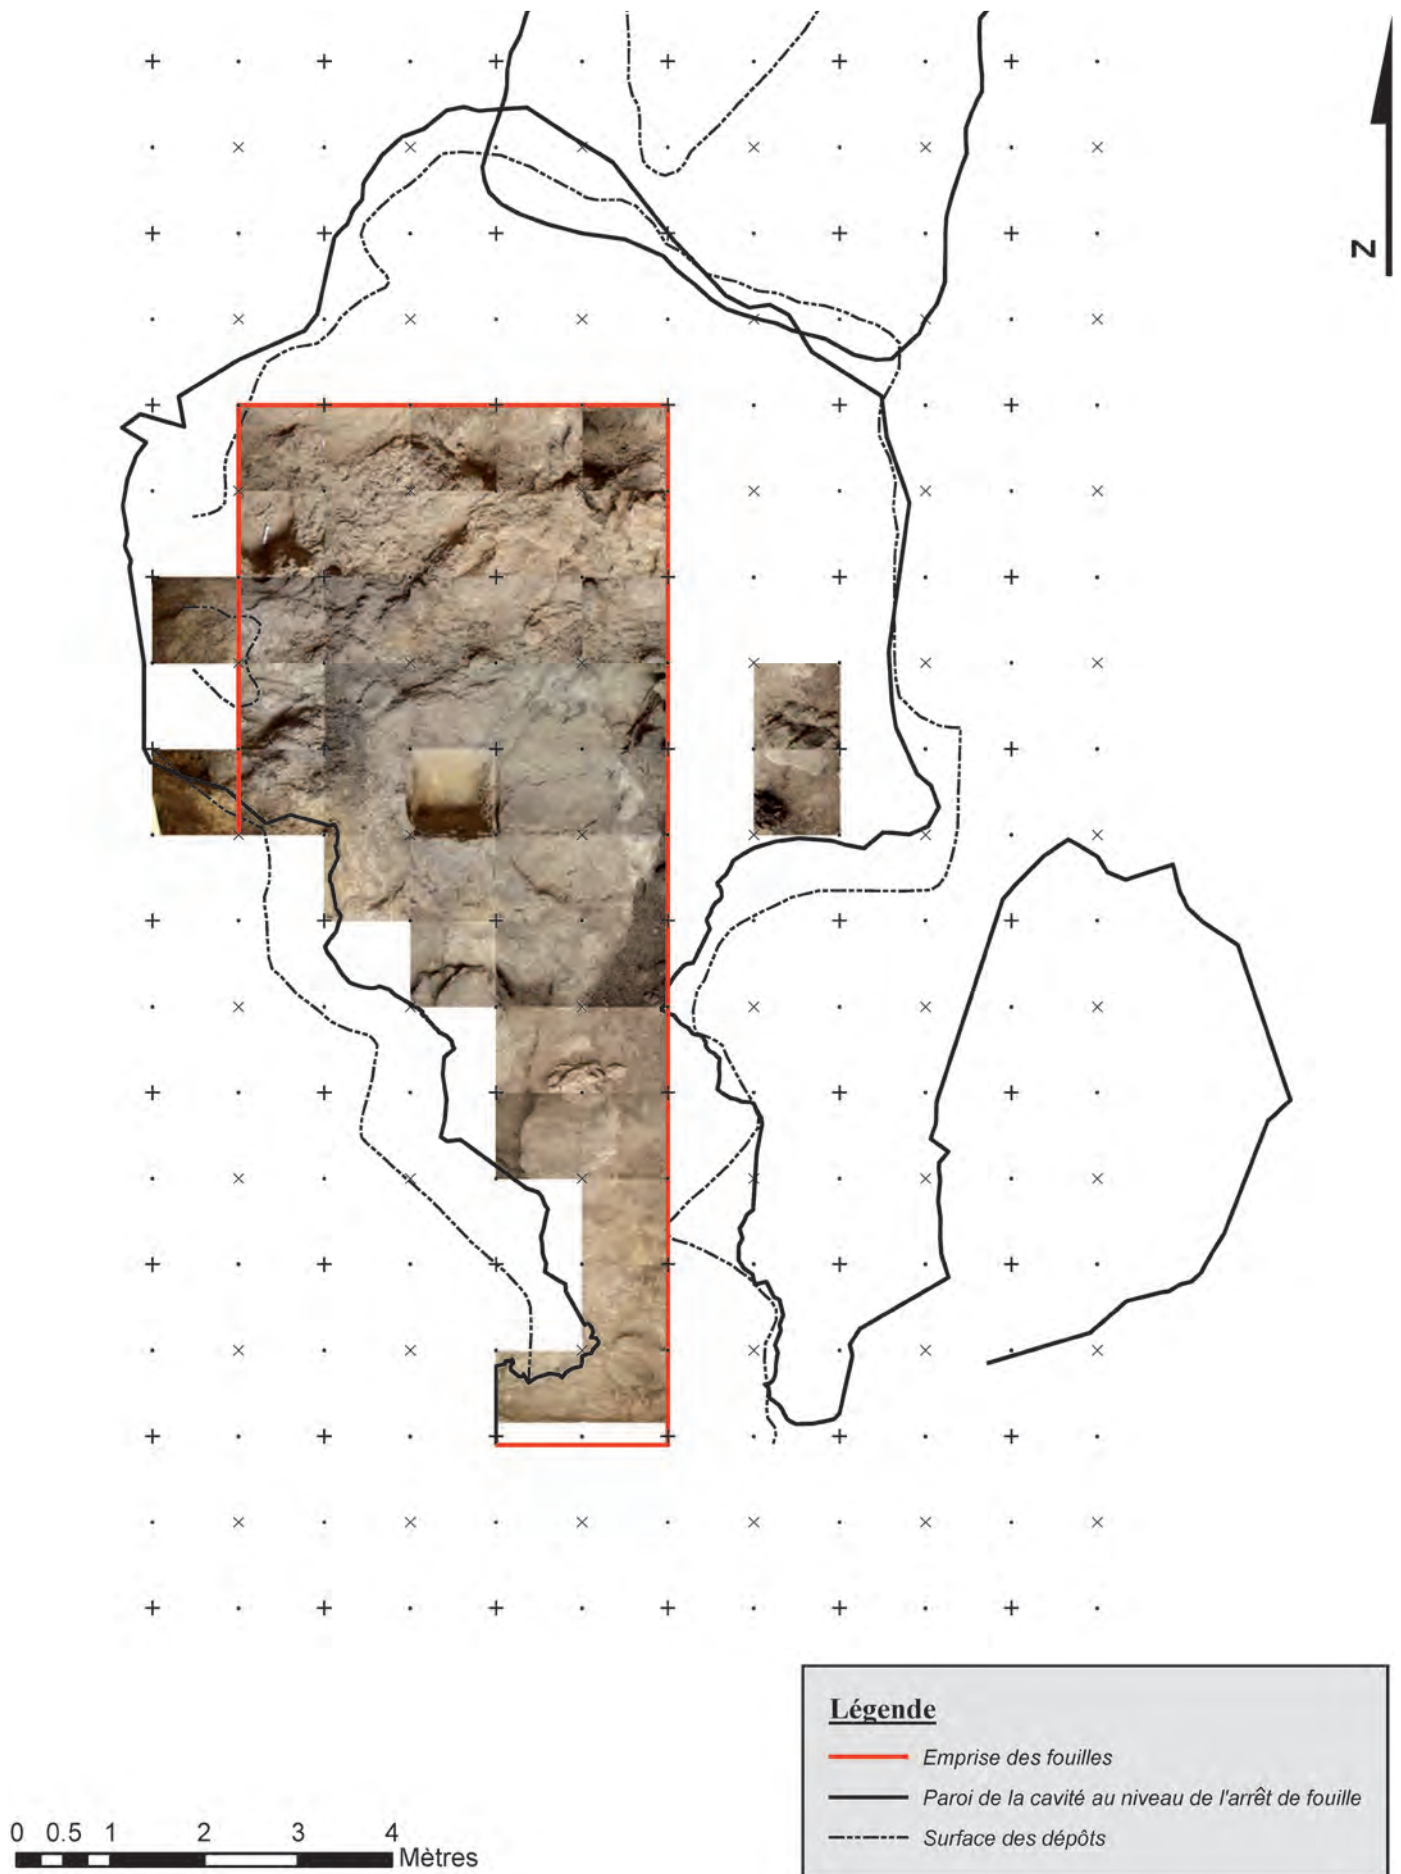 N
Légende
Emprise des fouilles
Paroi de la cavité au niveau de l'arrêt de fouille
Surface des dépôts
0 0.5 1 2 3 4
Mètres